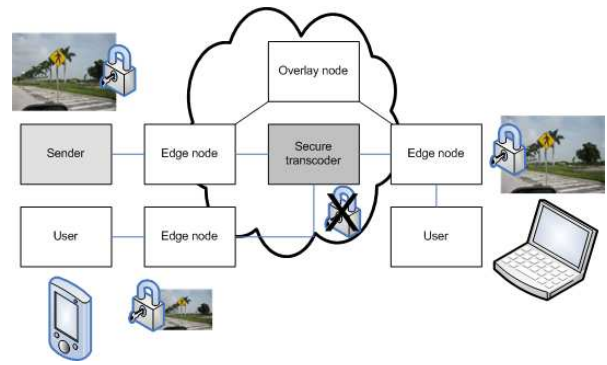 Overlay node
Sender
Edge node
Secure
transcoder
Edge node
User
Edge node
User